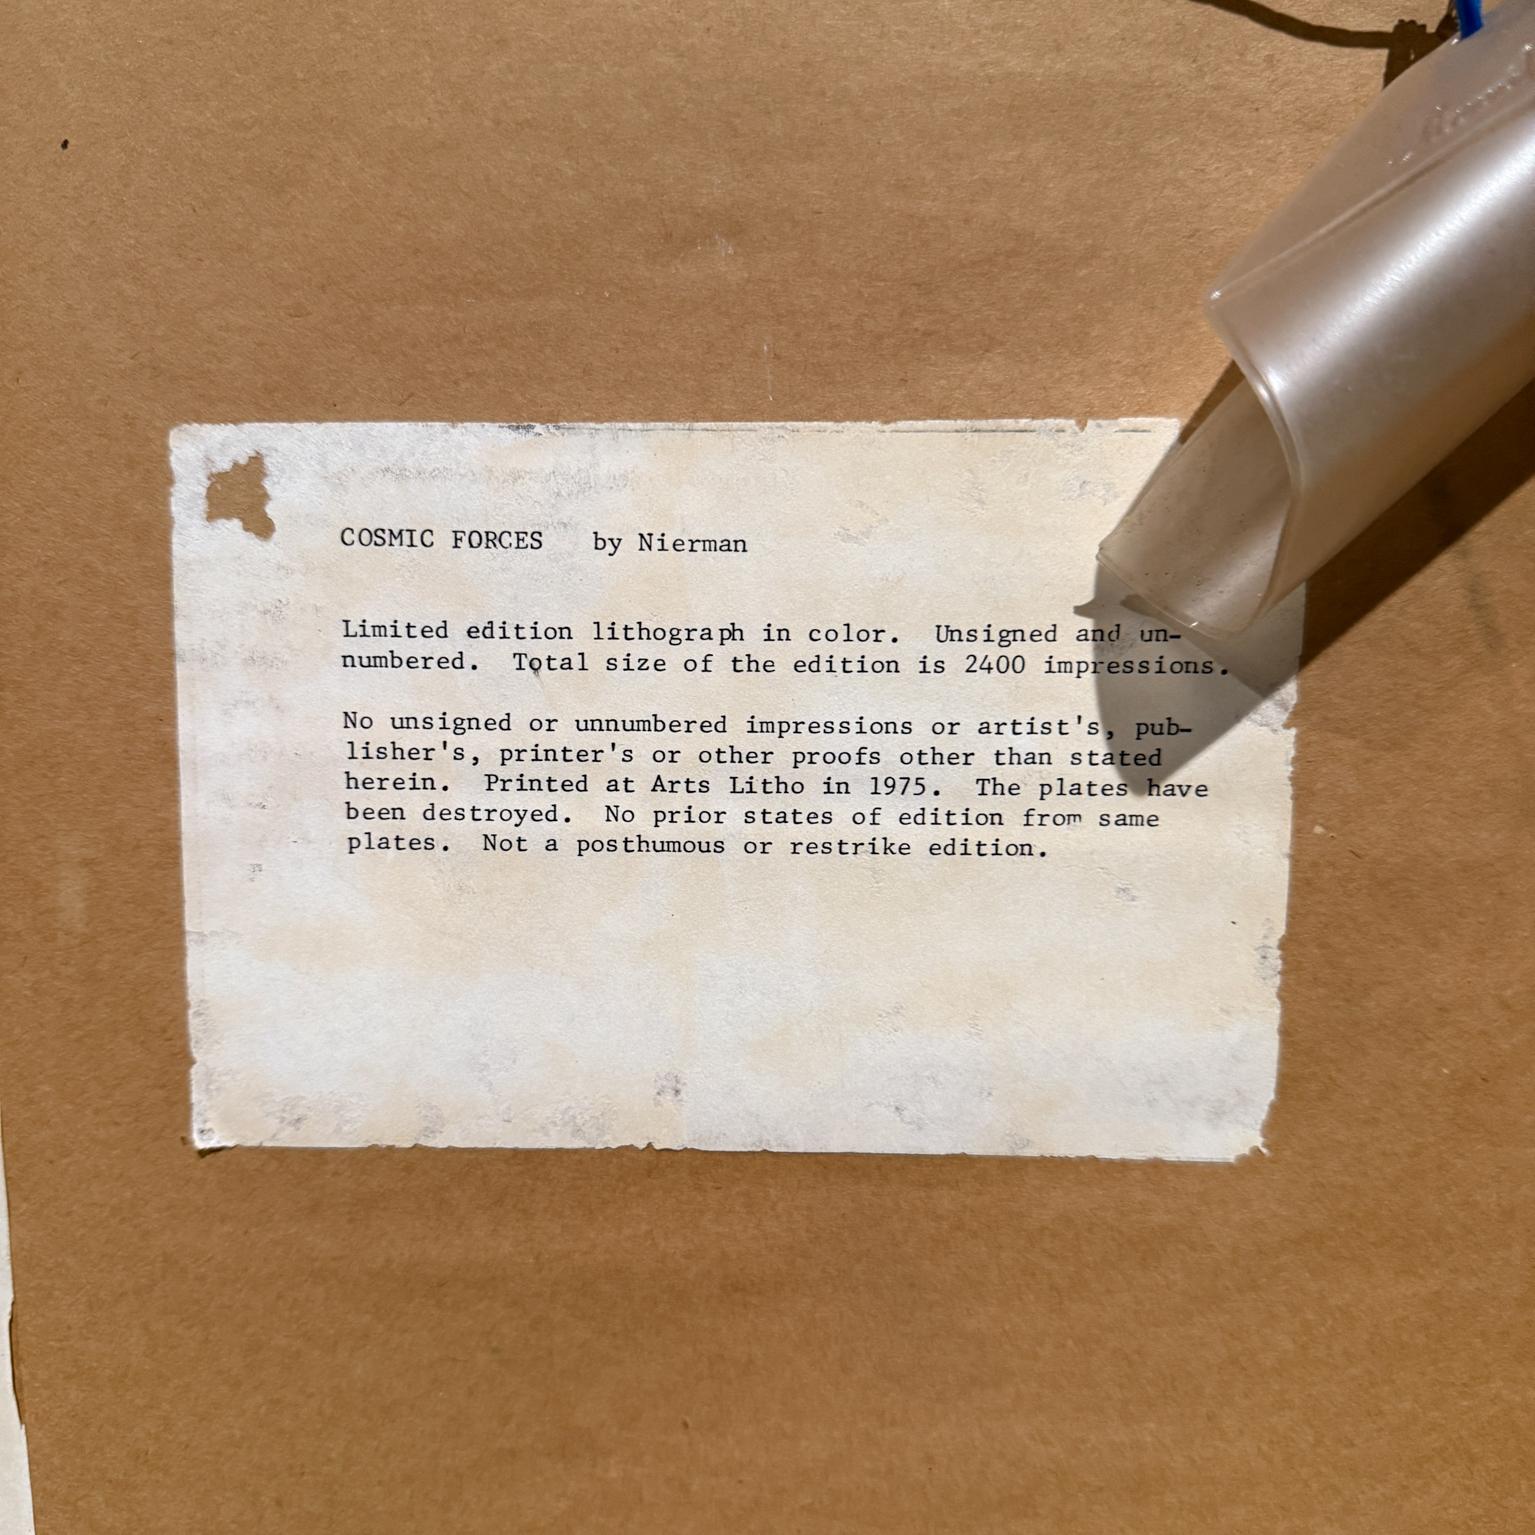 COSMIC FORCES   by Nierman
Limited edition lithograph in color.  Unsigned and un-
numbered.  Total size of the edition is 2400 impressions.
No unsigned or unnumbered impressions or artist's, pub-
lisher's, printer's or other proofs other than stated
herein.  Printed at Arts Litho in 1975.  The plates have
been destroyed.  No prior states of edition from same
plates.  Not a posthumous or restrike edition.